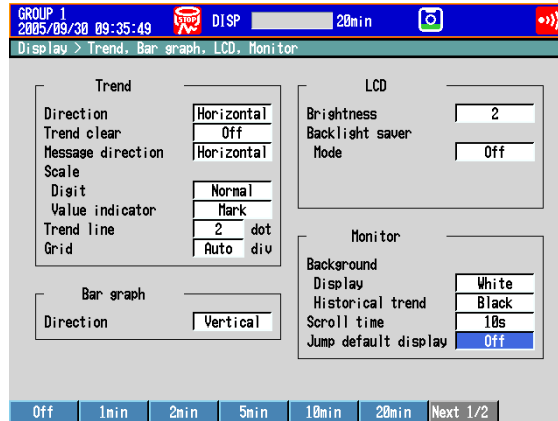 GROUP 1
2005/09/30 09:35:49
STOP
DISP
20min
Display > Trend, Bar graph, LCD, Monitor
Trend
Direction Horizontal
Trend clear Off
Message direction Horizontal
Scale
Digit Normal
Value indicator Mark
Trend line 2 dot
Grid Auto div
Bar graph
Direction Vertical
LCD
Brightness 2
Backlight saver
Mode Off
Monitor
Background
Display White
Historical trend Black
Scroll time 10s
Jump default display Off
Off 1min 2min 5min 10min 20min Next 1/2